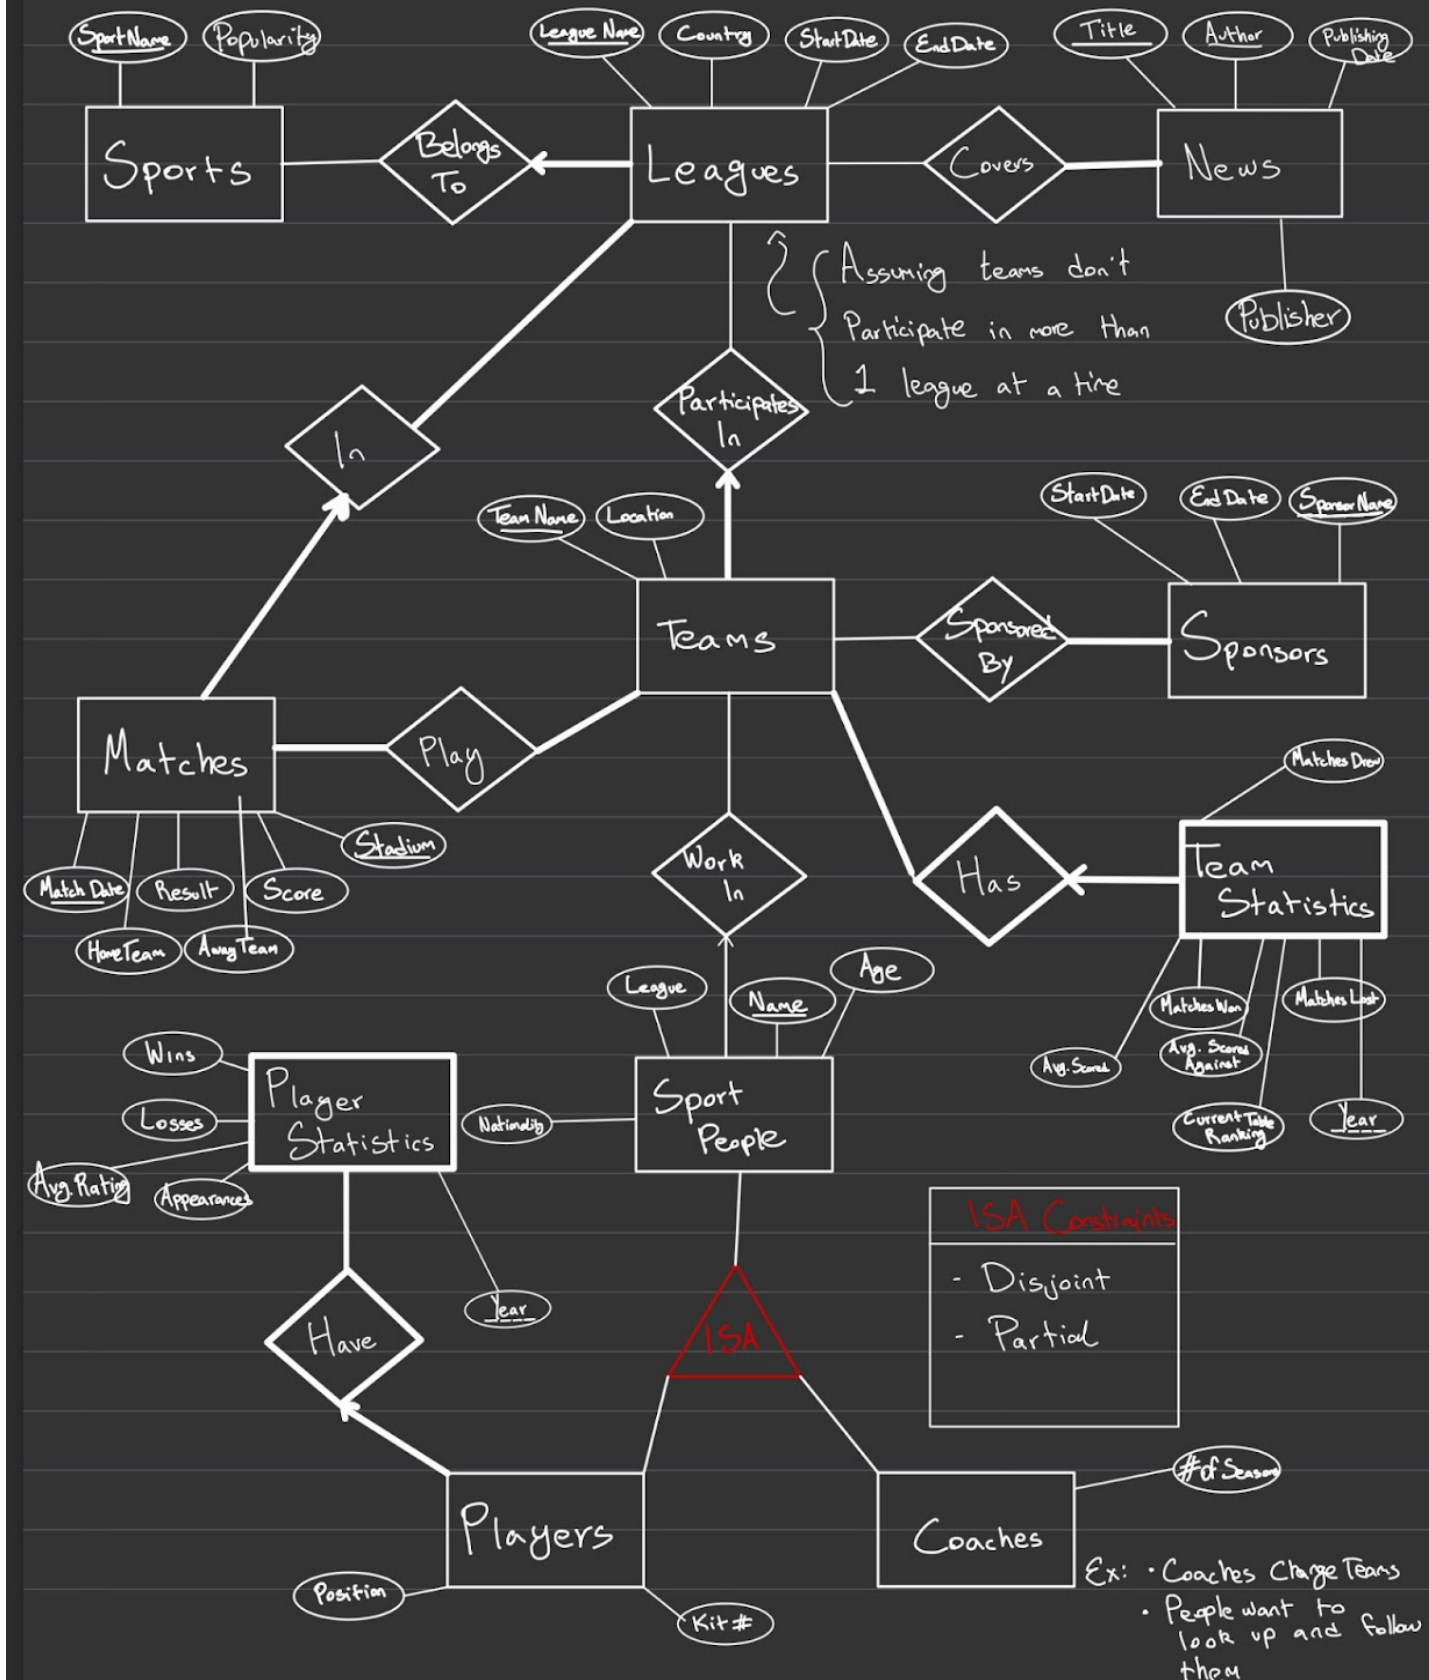 SportName
Popularity
League Name
Country
StartDate
EndDate
Title
Author
Publishing
Date
Sports
Belongs
To
Leagues
Covers
News
Publisher
Assuming teams don't
Participate in more than
1 league at a time
In
Participates
In
Team Name
Location
StartDate
End Date
Sponsor Name
Teams
Sponsored
By
Sponsors
Matches
Play
Matches Drew
Stadium
Match Date
Result
Score
HomeTeam
AwayTeam
Work
In
Has
Team
Statistics
League
Name
Age
Matches Won
Matches Lost
Avg. Scored
Avg. Scored
Against
Current Table
Ranking
Year
Wins
Losses
Avg. Rating
Appearances
Player
Statistics
Nationality
Sport
People
Year
Have
ISA
ISA Constraints
- Disjoint
- Partial
Players
Position
Kit #
Coaches
# of Seasons
Ex: · Coaches Change Teams
· People want to
look up and follow
them